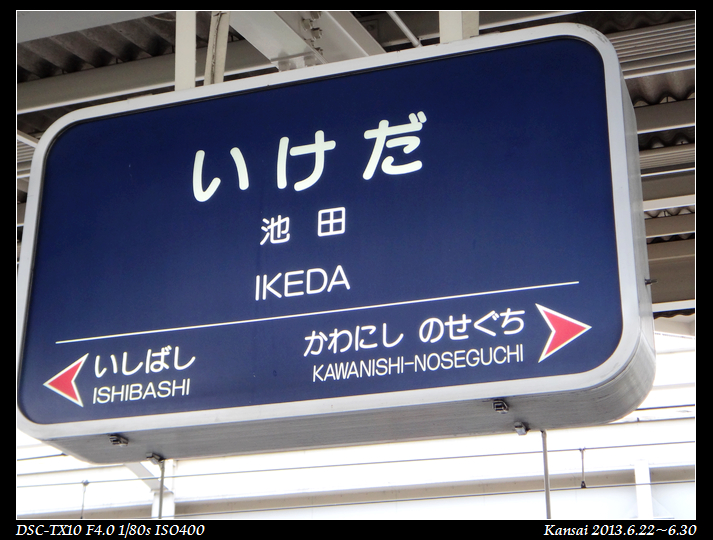 いけだ
池田
IKEDA
いしばし
ISHIBASHI
かわにし のせぐち
KAWANISHI-NOSEGUCHI
DSC-TX10 F4.0 1/80s ISO400
Kansai 2013.6.22~6.30